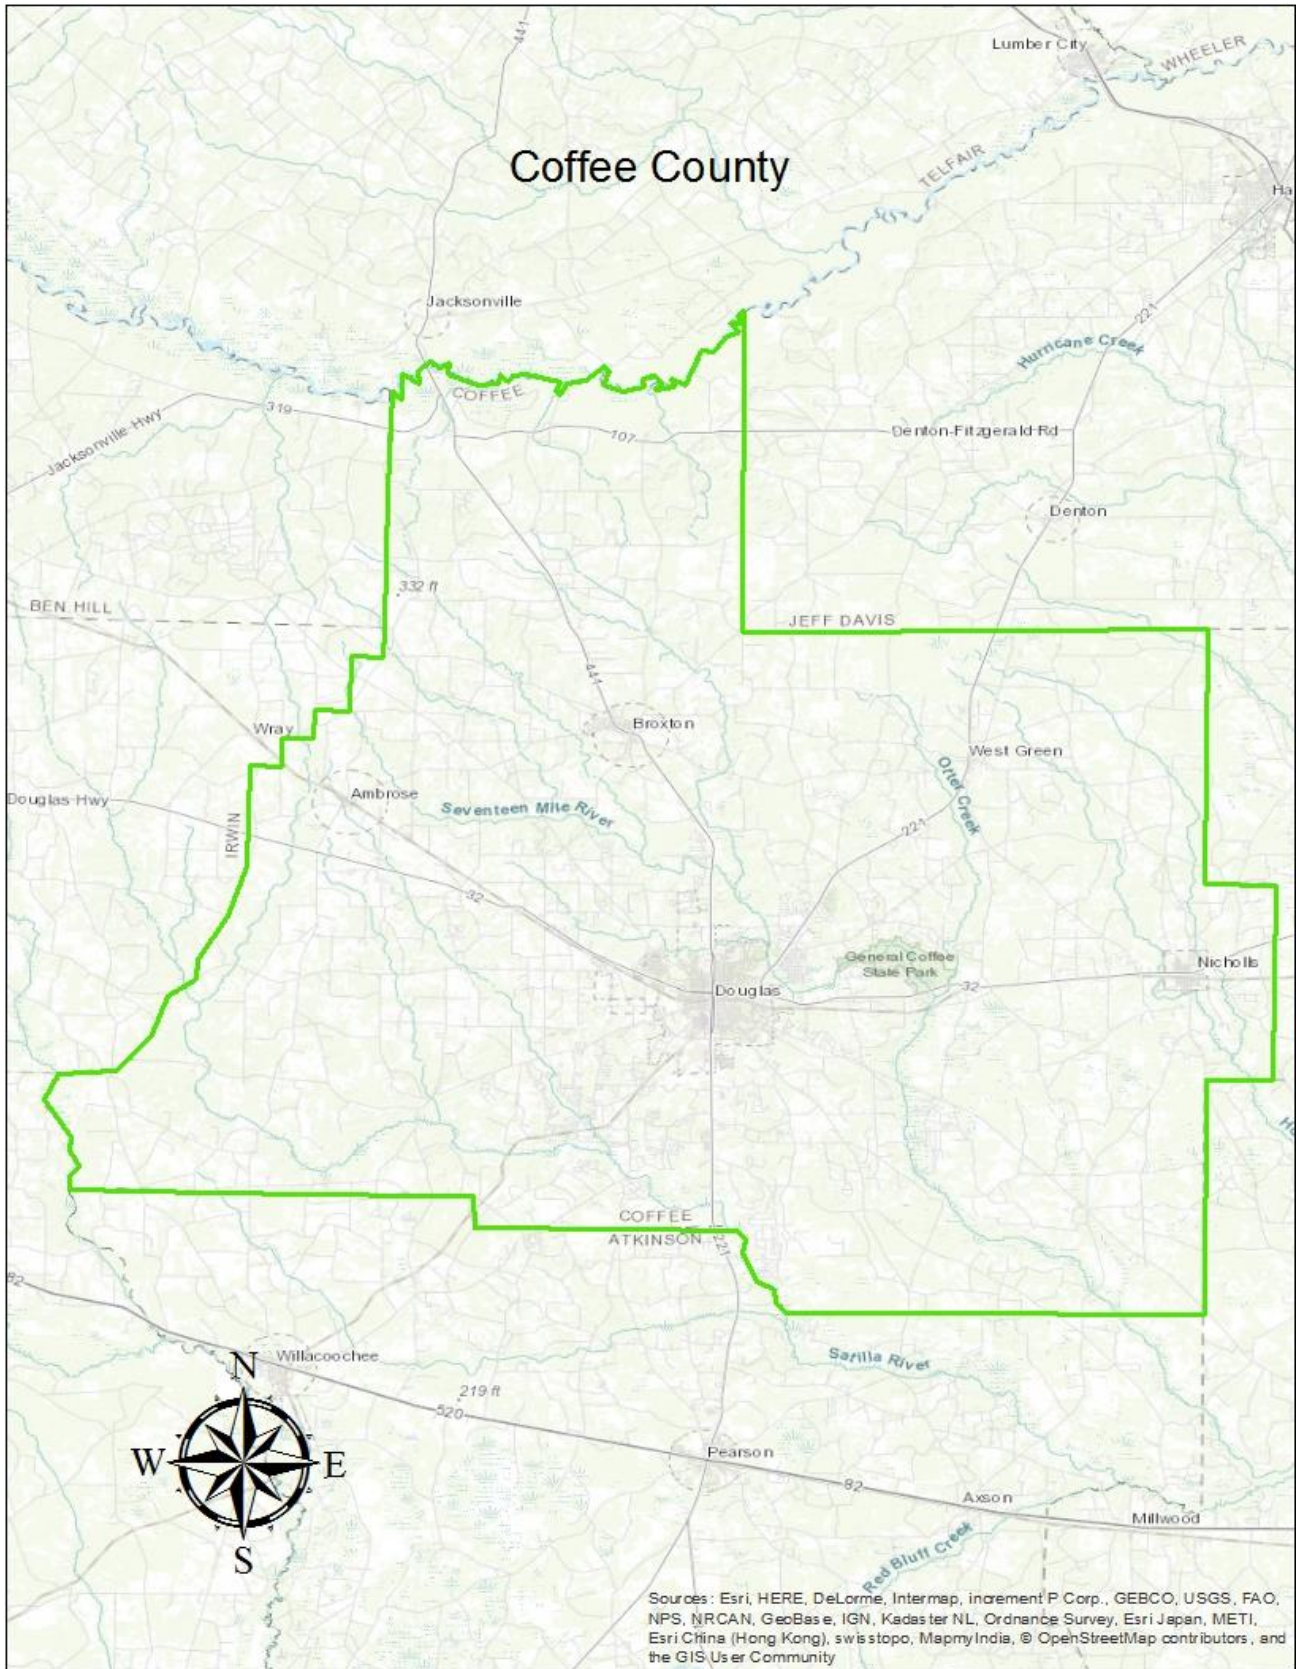 441
Lumber City
WHEELER
Coffee County
TELFAIR
Ha
Jacksonville
221
Hurricane Creek
COFFEE
319
Jacksonville Hwy
107
Denton-Fitzgerald Rd
Denton
332 ft
BEN HILL
JEFF DAVIS
441
Wray
Broxton
West Green
Ambrose
Douglas Hwy
Seventeen Mile River
Otter Creek
IRWIN
221
32
General Coffee
State Park
Nicholls
Douglas
32
COFFEE
ATKINSON
221
82
Satilla River
Willacoochee
N
219 ft
520
W
E
Pearson
82
Axson
Millwood
S
Red Bluff Creek
Sources: Esri, HERE, DeLorme, Intermap, increment P Corp., GEBCO, USGS, FAO,
NPS, NRCAN, GeoBase, IGN, Kadaster NL, Ordnance Survey, Esri Japan, METI,
Esri China (Hong Kong), swisstopo, MapmyIndia, © OpenStreetMap contributors, and
the GIS User Community